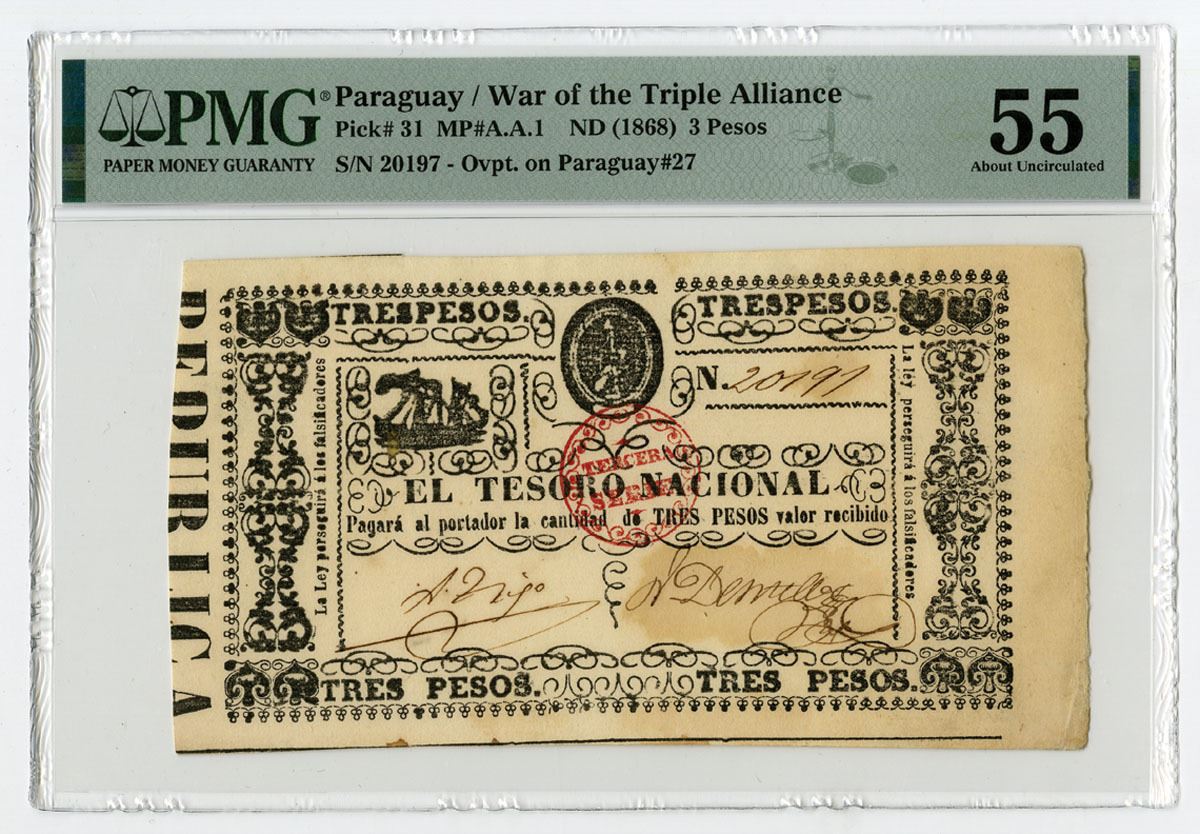 PMG®
PAPER MONEY GUARANTY
Paraguay / War of the Triple Alliance
Pick# 31 MP#A.A.1 ND (1868) 3 Pesos
S/N 20197 - Ovpt. on Paraguay#27
55
About Uncirculated
TRESPESOS.
TRESPESOS.
N. 20197
TERCERA
SERIE
EL TESORO NACIONAL
Pagará al portador la cantidad de TRES PESOS valor recibido
La Ley perseguirá á los falsificadores
La ley perseguirá á los falsificadores
TRES PESOS.
TRES PESOS.